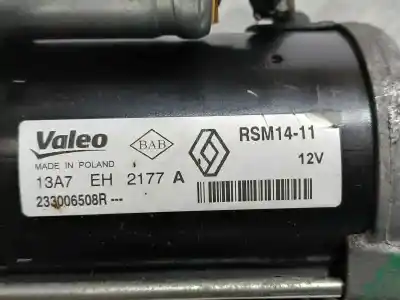 Valeo
BAB
RSM14-11
MADE IN POLAND
12V
13A7 EH 2177 A
233006508R ---